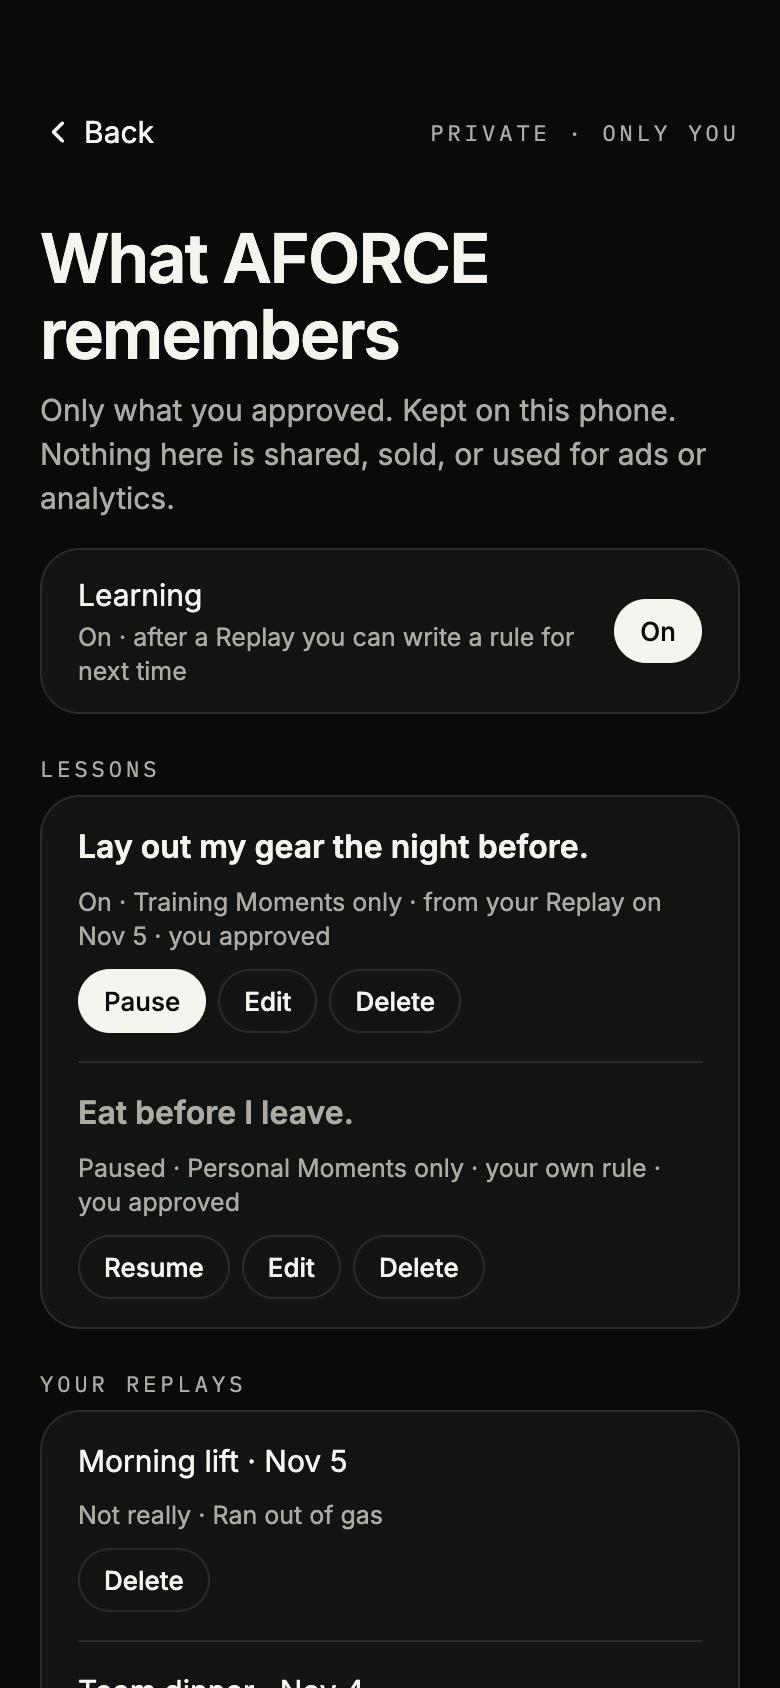 Back
PRIVATE · ONLY YOU
What AFORCE
remembers
Only what you approved. Kept on this phone.
Nothing here is shared, sold, or used for ads or
analytics.
Learning
On · after a Replay you can write a rule for
next time
On
LESSONS
Lay out my gear the night before.
On · Training Moments only · from your Replay on
Nov 5 · you approved
Pause
Edit
Delete
Eat before I leave.
Paused · Personal Moments only · your own rule ·
you approved
Resume
Edit
Delete
YOUR REPLAYS
Morning lift · Nov 5
Not really · Ran out of gas
Delete
Team dinner · Nov 4